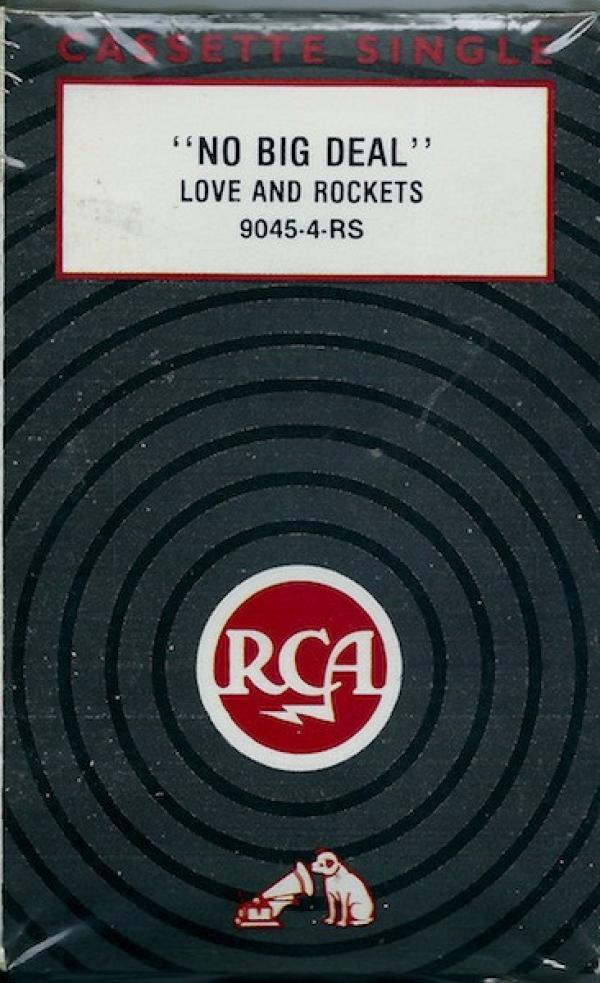 CASSETTE SINGLE
“NO BIG DEAL”
LOVE AND ROCKETS
9045-4-RS
RCA